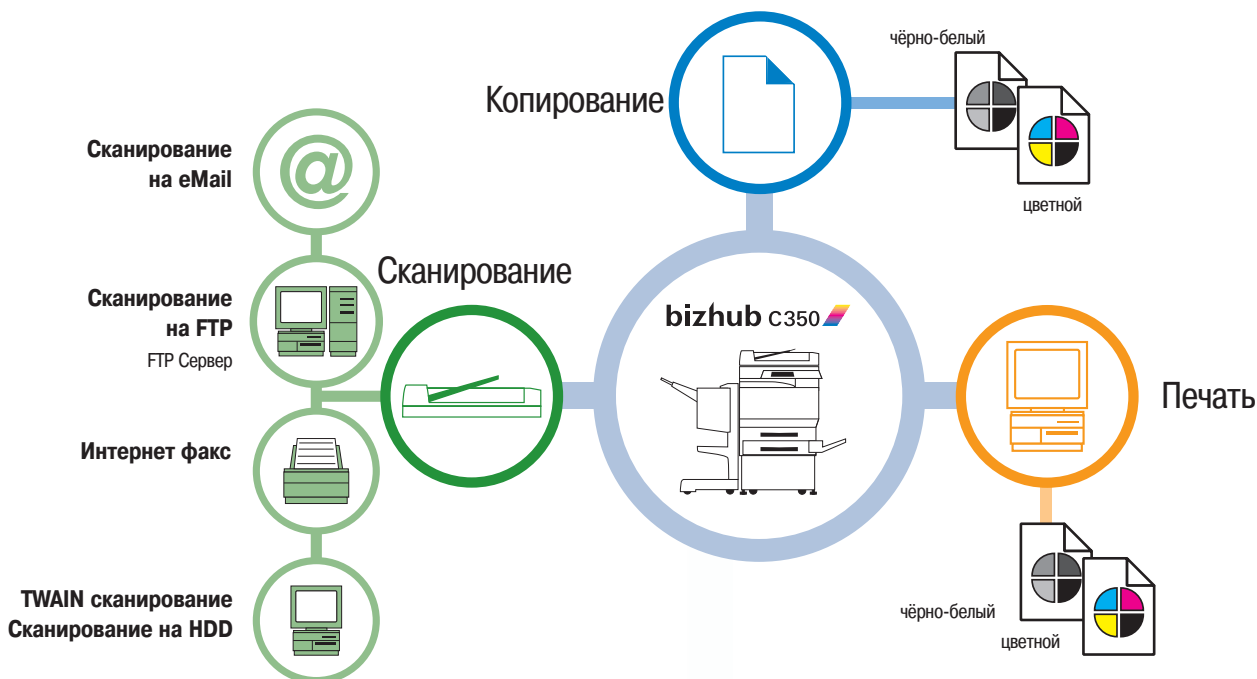 чёрно-белый
Копирование
цветной
Сканирование
на eMail
@
Сканирование
Сканирование
на FTP
FTP Сервер
bizhub C350
Печать
Интернет факс
TWAIN сканирование
Сканирование на HDD
чёрно-белый
цветной